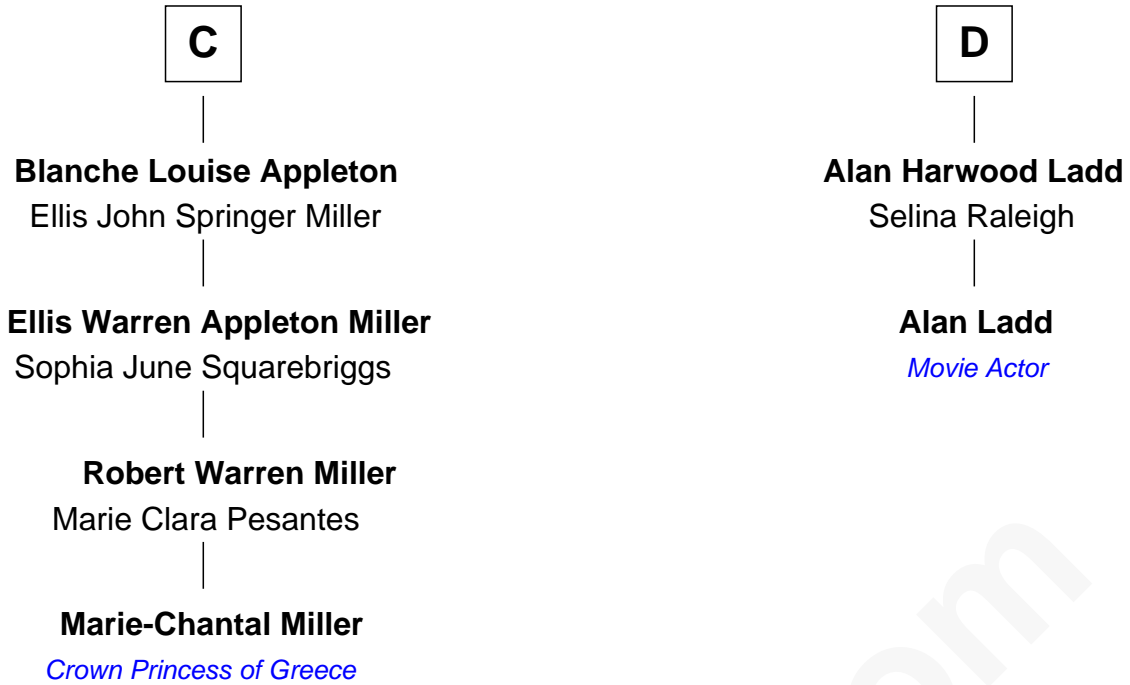 C
Blanche Louise Appleton
Ellis John Springer Miller
Ellis Warren Appleton Miller
Sophia June Squarebriggs
Robert Warren Miller
Marie Clara Pesantes
Marie-Chantal Miller
Crown Princess of Greece
D
Alan Harwood Ladd
Selina Raleigh
Alan Ladd
Movie Actor
om